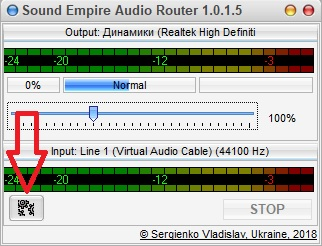 Sound Empire Audio Router 1.0.1.5
Output: Динамики (Realtek High Definiti
-24 -20 -12 -3
0% Normal
100%
Input: Line 1 (Virtual Audio Cable) (44100 Hz)
-24 -20 -12 -3
STOP
© Sergienko Vladislav, Ukraine, 2018